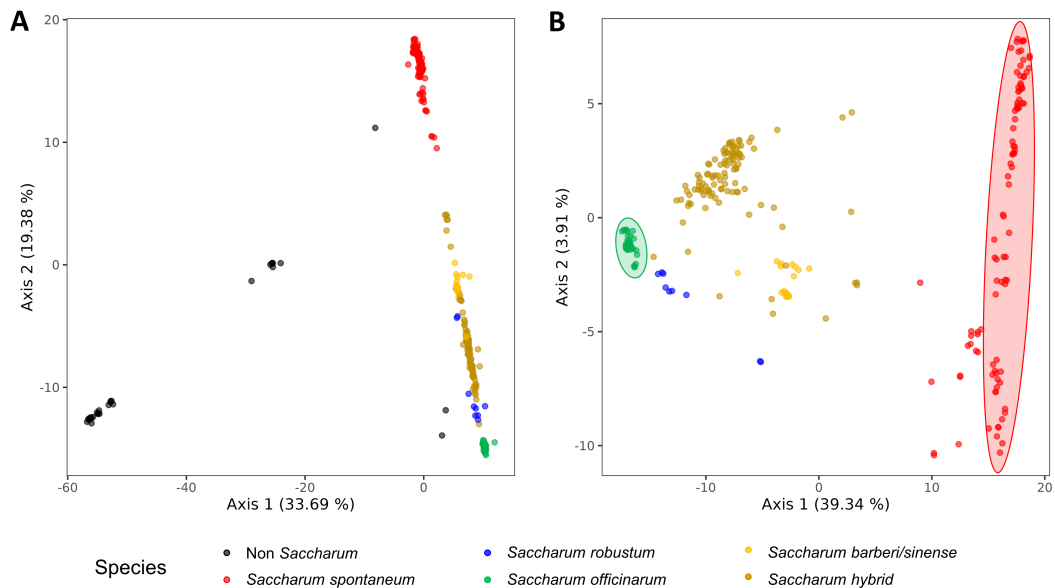 A
B
20
10
0
-10
-60
-40
-20
0
Axis 2 (19.38 %)
Axis 1 (33.69 %)
5
0
-5
-10
-10
0
10
20
Axis 2 (3.91 %)
Axis 1 (39.34 %)
Species
Non Saccharum
Saccharum robustum
Saccharum barberi/sinense
Saccharum spontaneum
Saccharum officinarum
Saccharum hybrid